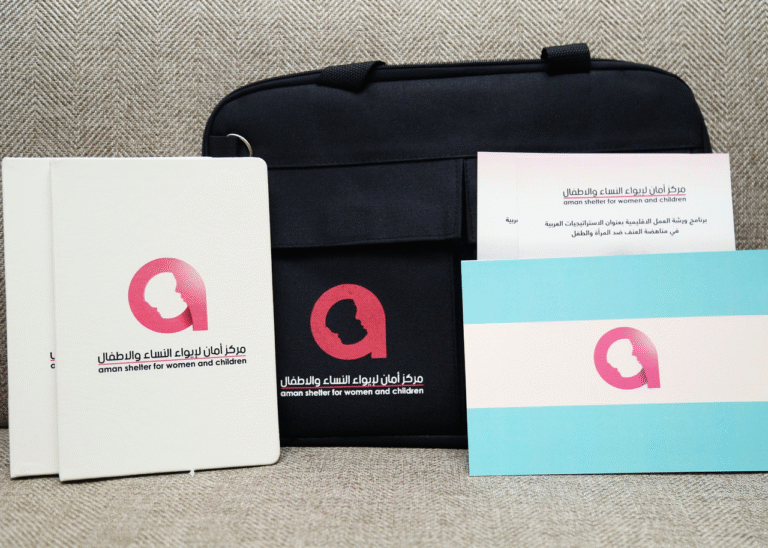 مركز أمان لإيواء النساء والاطفال
aman shelter for women and children
مركز أمان لإيواء النساء والاطفال
aman shelter for women and children
مركز أمان لإيواء النساء والاطفال
aman shelter for women and children
برنامج ورشة العمل الاقليمية بعنوان الاستراتيجيات العربية
في مناهضة العنف ضد المرأة والطفل